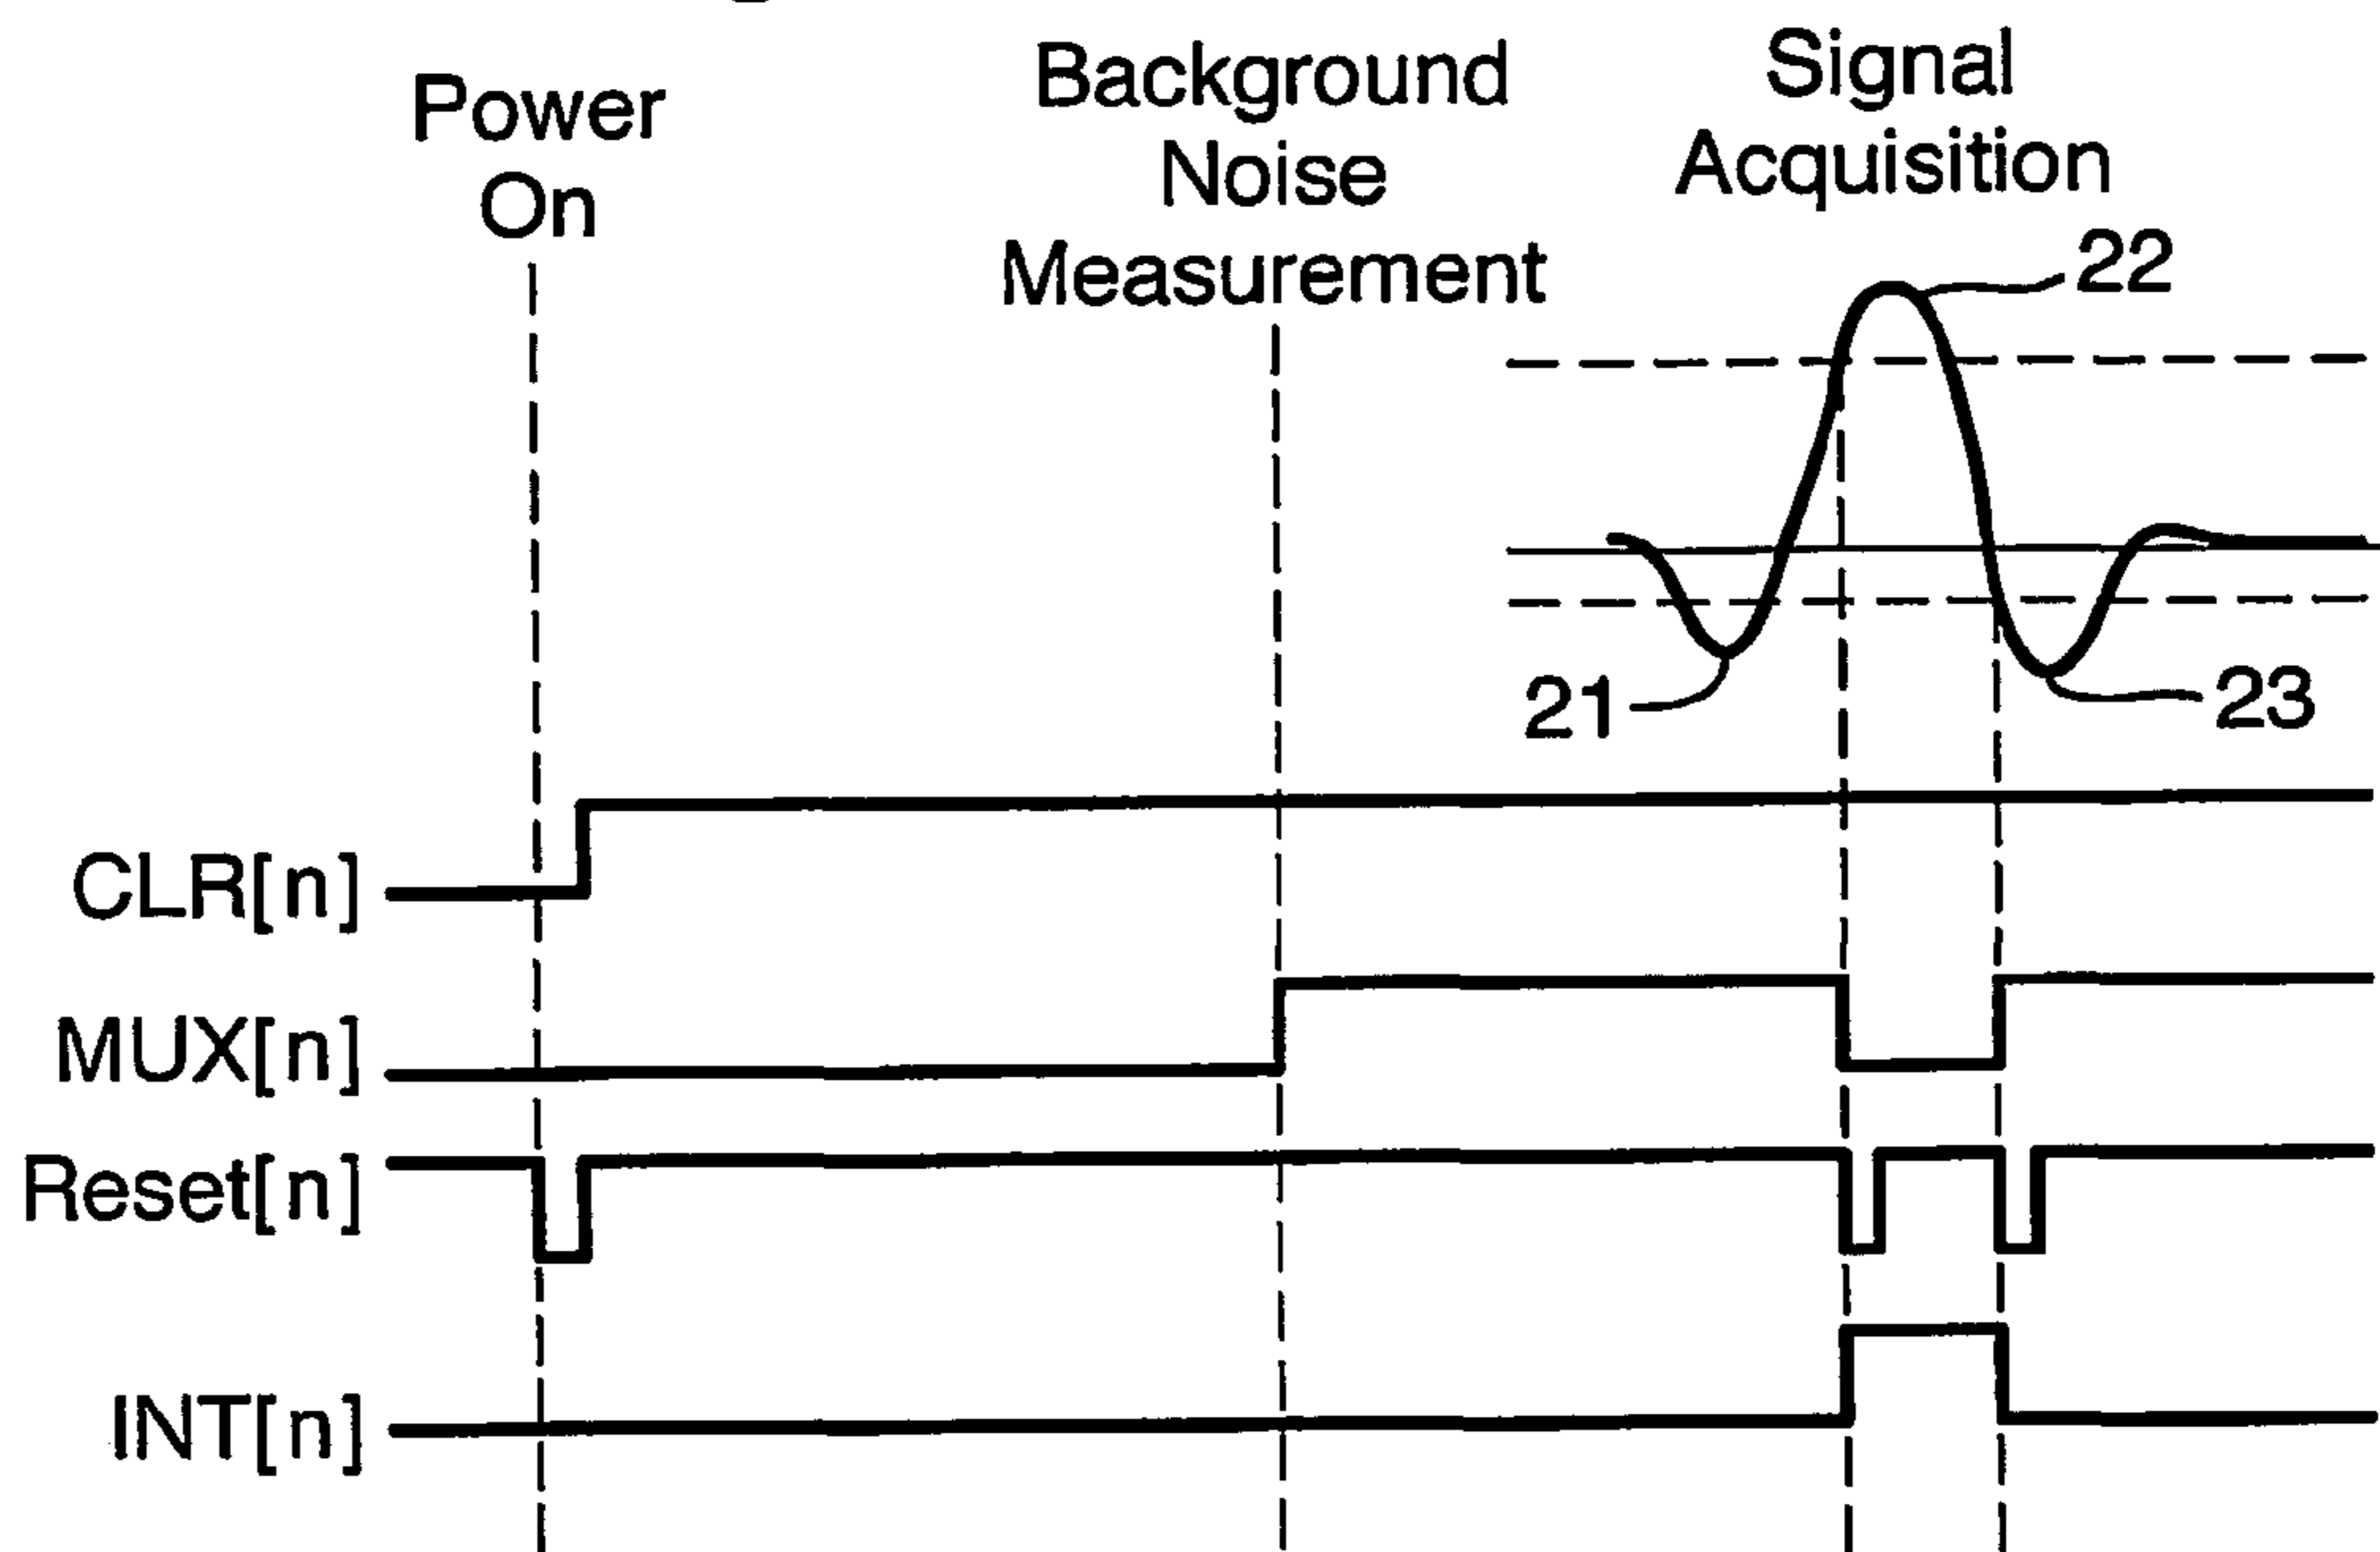 Power
On
Background
Noise
Measurement
Signal
Acquisition
22
21
23
CLR[n]
MUX[n]
Reset[n]
INT[n]